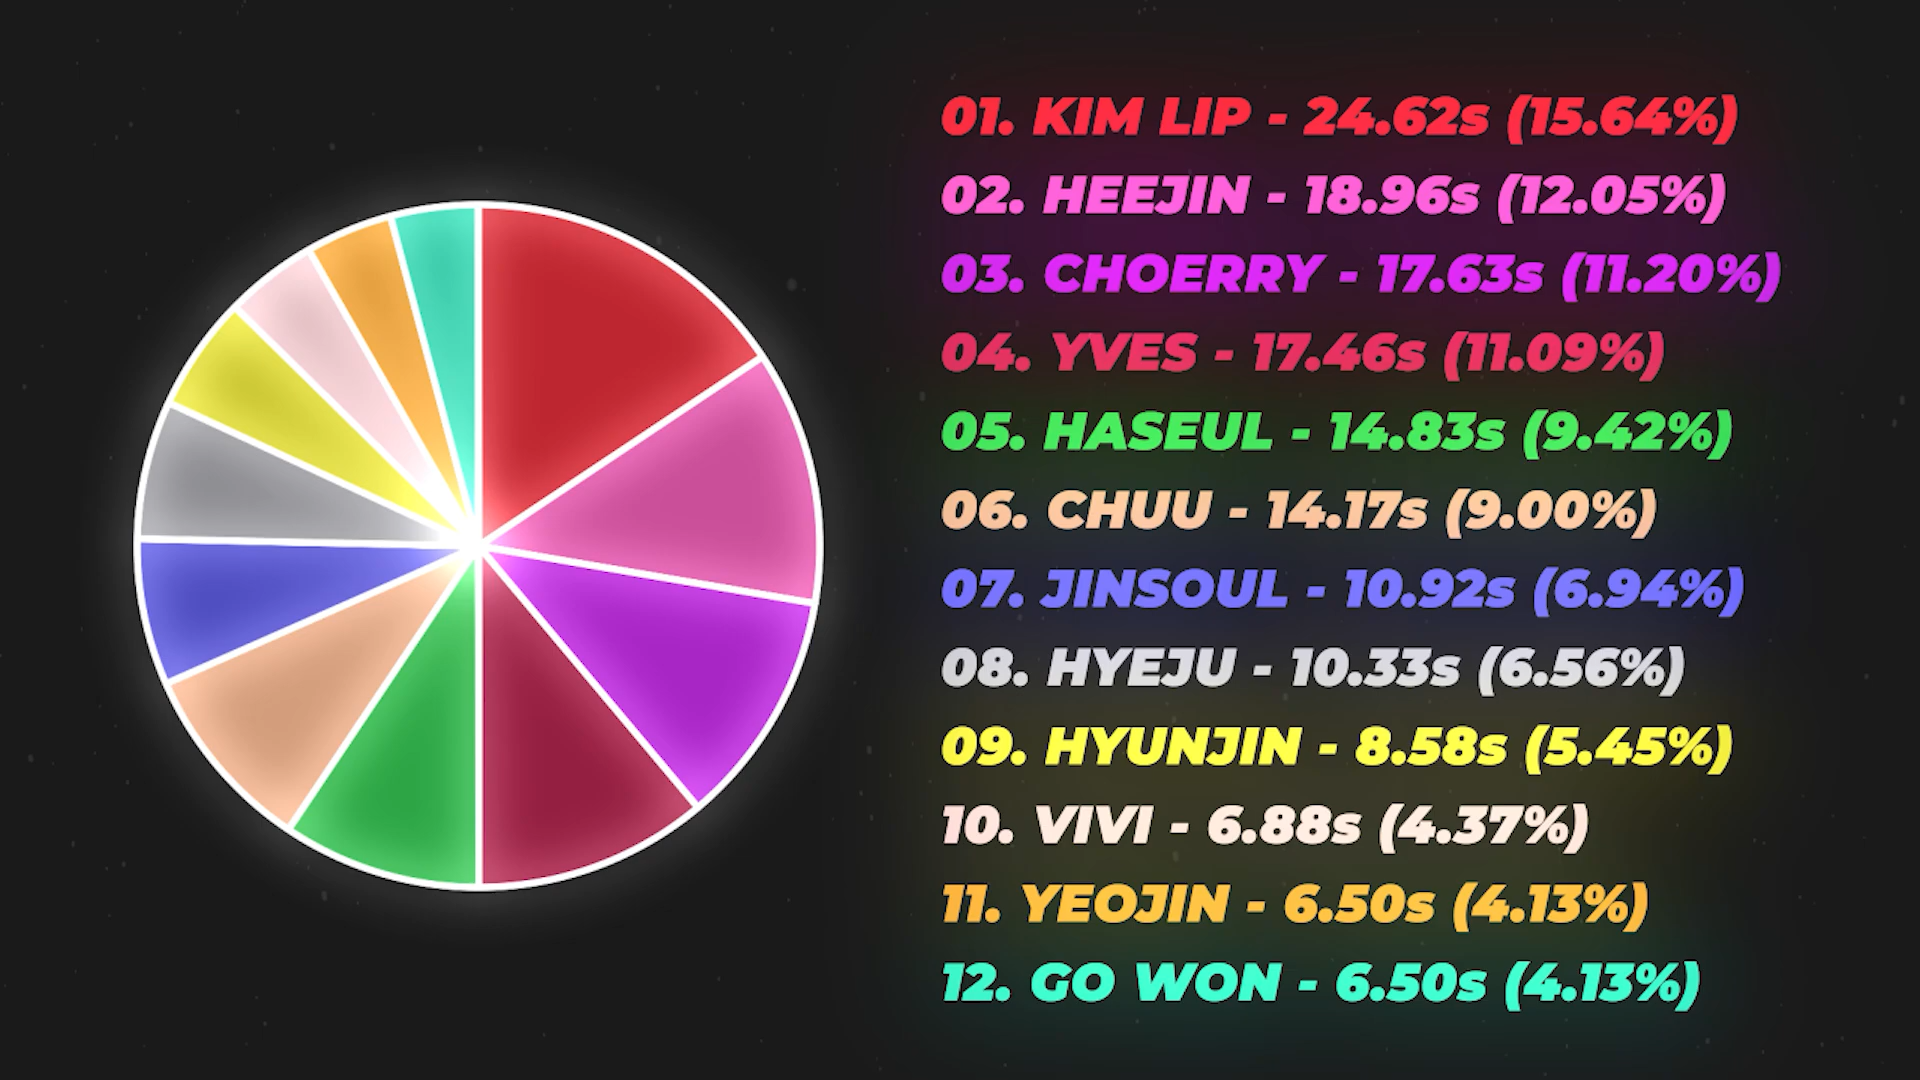 01. KIM LIP - 24.62s (15.64%)
02. HEEJIN - 18.96s (12.05%)
03. CHOERRY - 17.63s (11.20%)
04. YVES - 17.46s (11.09%)
05. HASEUL - 14.83s (9.42%)
06. CHUU - 14.17s (9.00%)
07. JINSOUL - 10.92s (6.94%)
08. HYEJU - 10.33s (6.56%)
09. HYUNJIN - 8.58s (5.45%)
10. VIVI - 6.88s (4.37%)
11. YEOJIN - 6.50s (4.13%)
12. GO WON - 6.50s (4.13%)